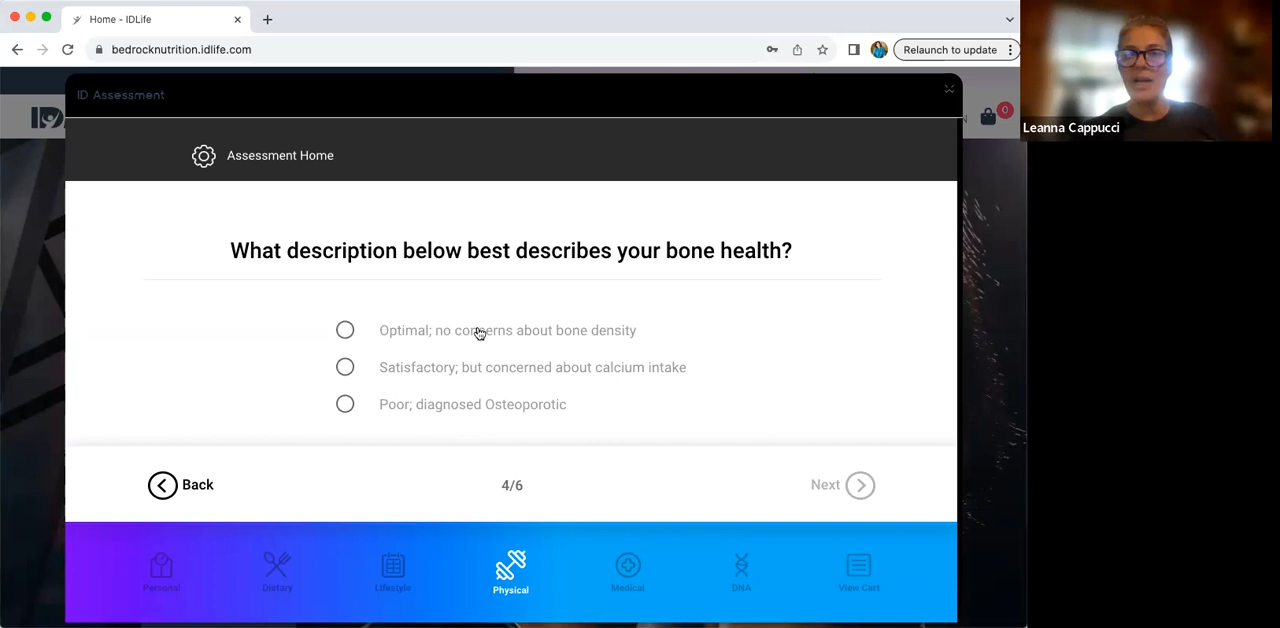 Home - IDLife
bedrocknutrition.idlife.com
Relaunch to update
ID Assessment
ID
N
0
Leanna Cappucci
Assessment Home
What description below best describes your bone health?
Optimal; no concerns about bone density
Satisfactory; but concerned about calcium intake
Poor; diagnosed Osteoporotic
Back
4/6
Next
Personal
Dietary
Lifestyle
Physical
Medical
DNA
View Cart